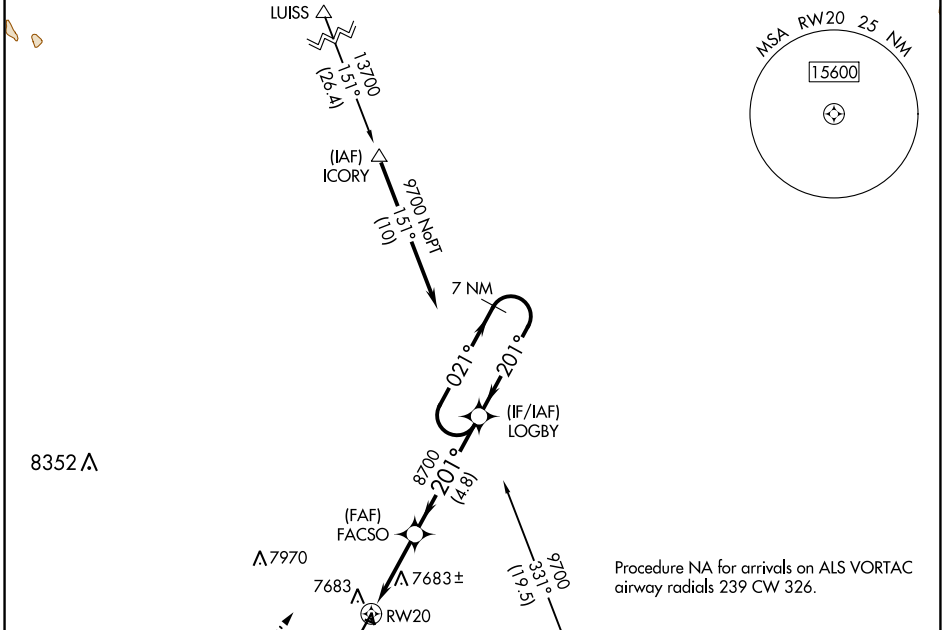 LUISS
13700
151°
(26.4)
MSA RW20 25 NM
15600
(IAF)
ICORY
9700 NoPT
151°
(10)
7 NM
021°
201°
(IF/IAF)
LOGBY
8352
8700
201°
(4.8)
(FAF)
FACSO
7970
7683
7683±
RW20
9700
331°
(19.5)
Procedure NA for arrivals on ALS VORTAC
airway radials 239 CW 326.